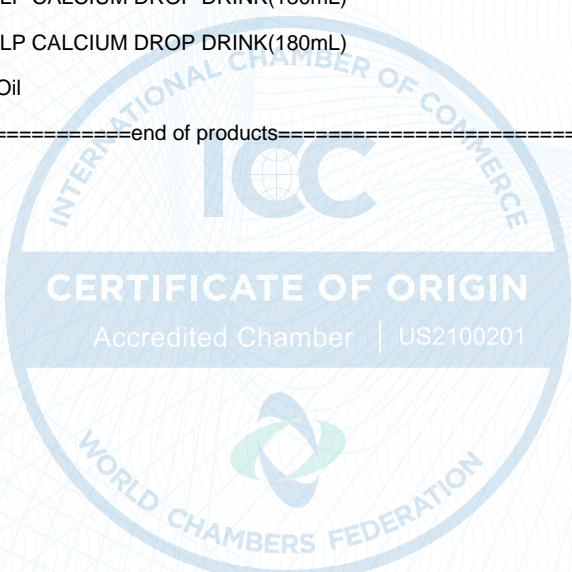 LP CALCIUM DROP DRINK(180mL)
LP CALCIUM DROP DRINK(180mL)
Oil
===========end of products========================
INTERNATIONAL CHAMBER OF COMMERCE
ICC
CERTIFICATE OF ORIGIN
Accredited Chamber | US2100201
WORLD CHAMBERS FEDERATION